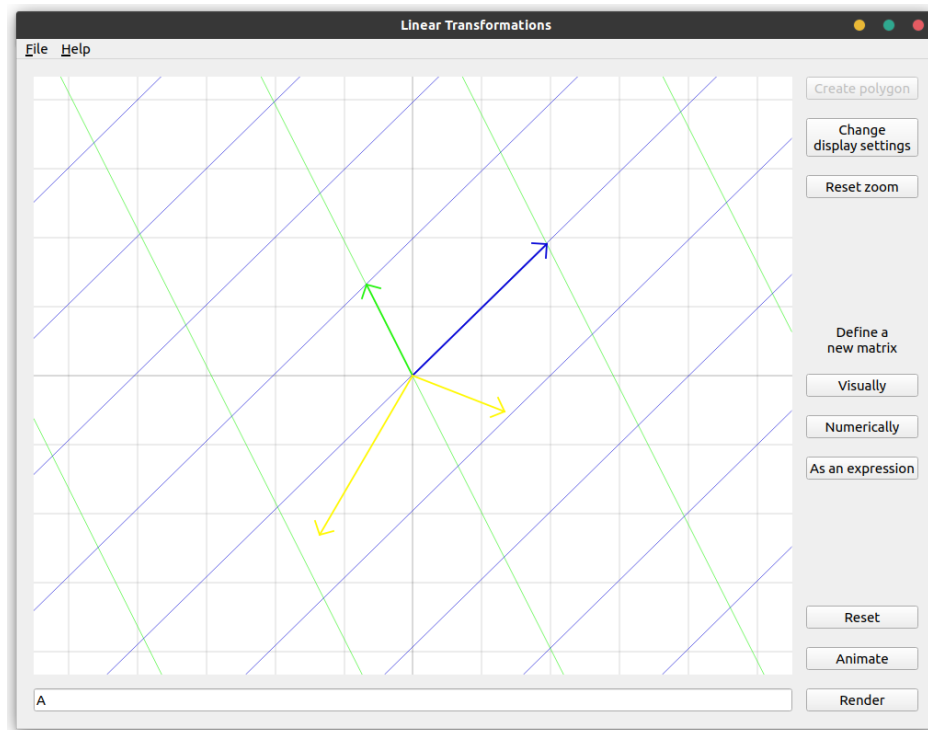 Linear Transformations
File Help
Create polygon
Change
display settings
Reset zoom
Define a
new matrix
Visually
Numerically
As an expression
Reset
Animate
A
Render